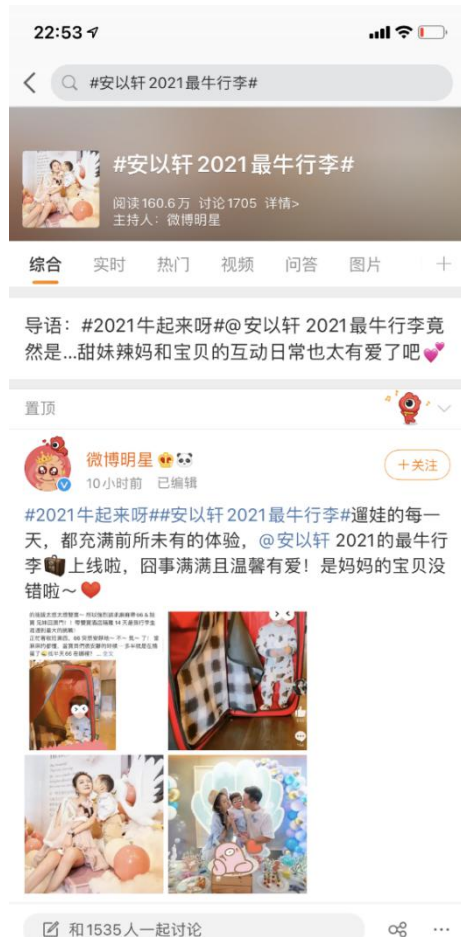 22:53
#安以轩 2021最牛行李#
#安以轩 2021最牛行李#
阅读160.6万 讨论1705 详情>
主持人：微博明星
综合 实时 热门 视频 问答 图片
导语：#2021牛起来呀#@安以轩 2021最牛行李竟
然是...甜妹辣妈和宝贝的互动日常也太有爱了吧
置顶
微博明星
+关注
10小时前 已编辑
#2021牛起来呀##安以轩 2021最牛行李#遛娃的每一
天，都充满前所未有的体验，@安以轩 2021的最牛行
李上线啦，囧事满满且温馨有爱！是妈妈的宝贝没
错啦～
和1535人一起讨论